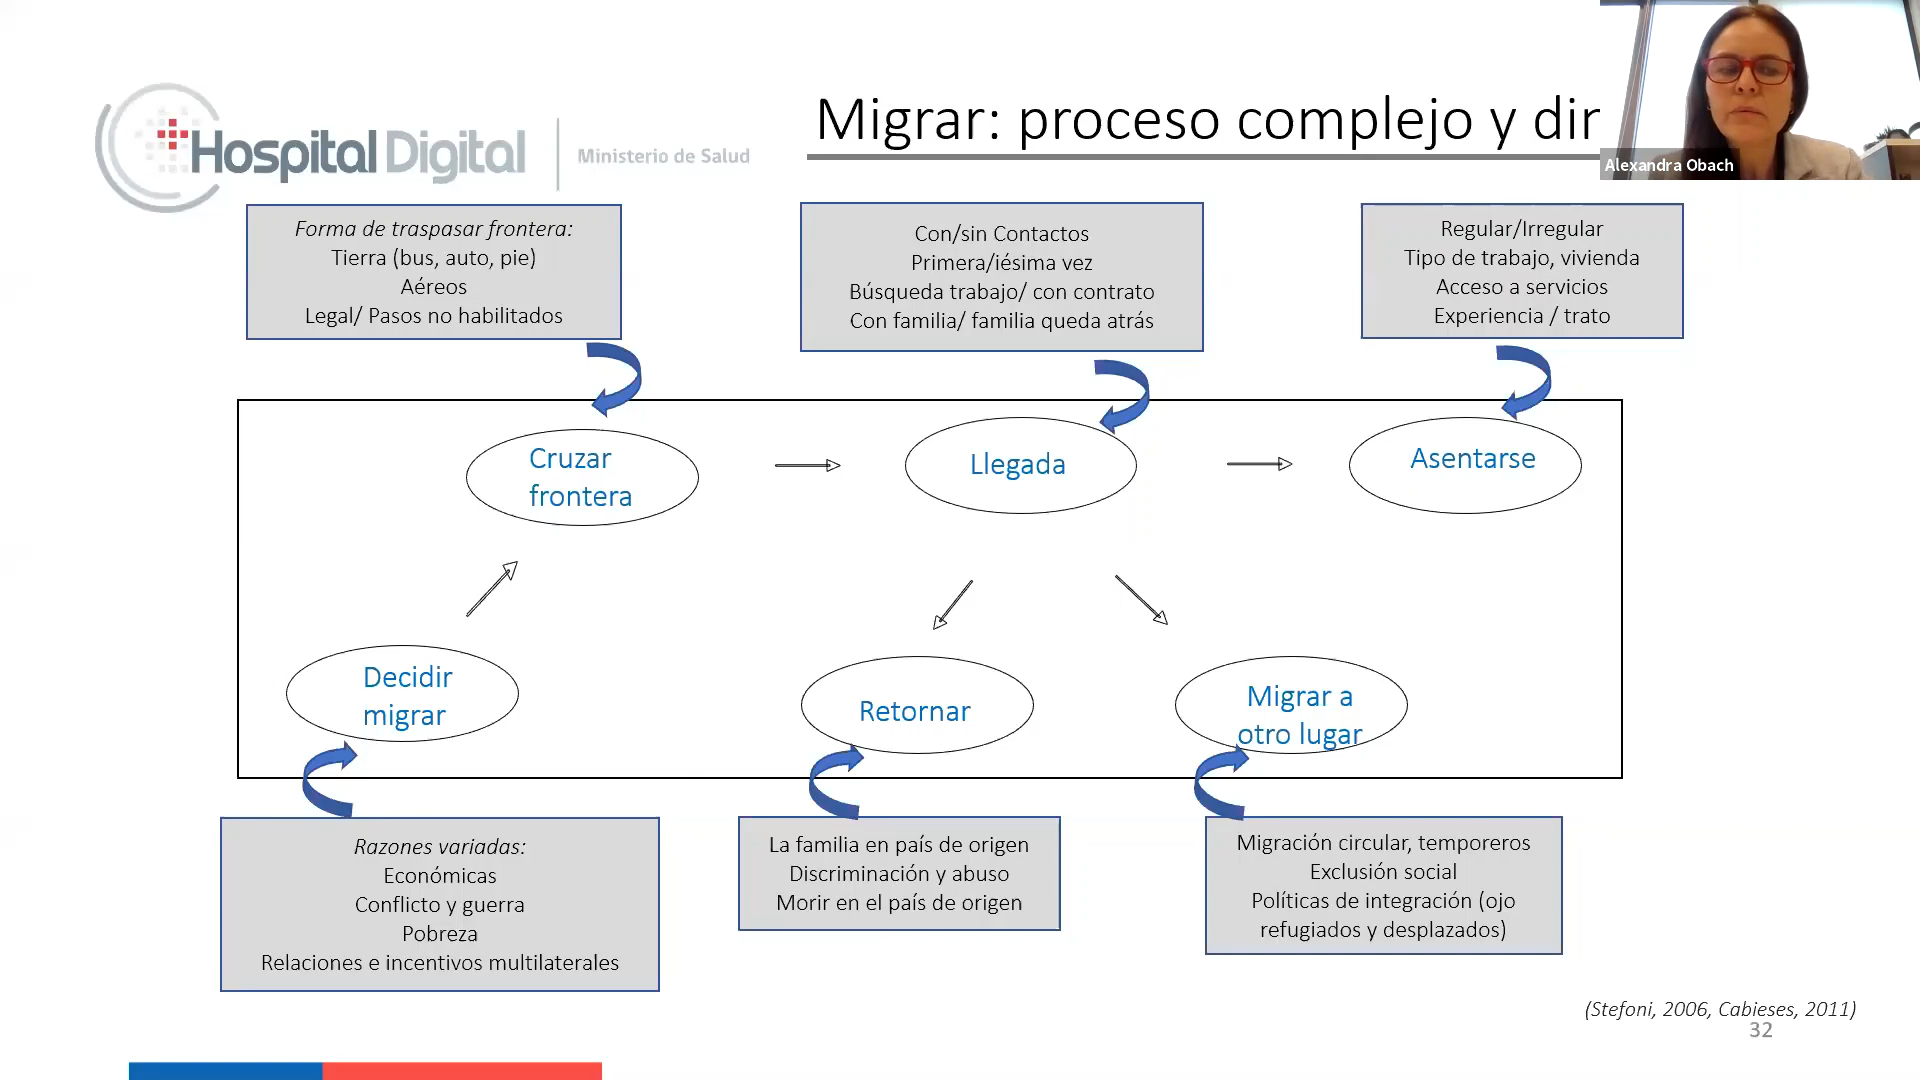 Migrar: proceso complejo y dir
Alexandra Obach
Hospital Digital
Ministerio de Salud
Forma de traspasar frontera:
Tierra (bus, auto, pie)
Aéreos
Legal/ Pasos no habilitados
Con/sin Contactos
Primera/iésima vez
Búsqueda trabajo/ con contrato
Con familia/ familia queda atrás
Regular/Irregular
Tipo de trabajo, vivienda
Acceso a servicios
Experiencia / trato
Cruzar
frontera
Llegada
Asentarse
Decidir
migrar
Retornar
Migrar a
otro lugar
Razones variadas:
Económicas
Conflicto y guerra
Pobreza
Relaciones e incentivos multilaterales
La familia en país de origen
Discriminación y abuso
Morir en el país de origen
Migración circular, temporeros
Exclusión social
Políticas de integración (ojo
refugiados y desplazados)
(Stefoni, 2006, Cabieses, 2011)
32